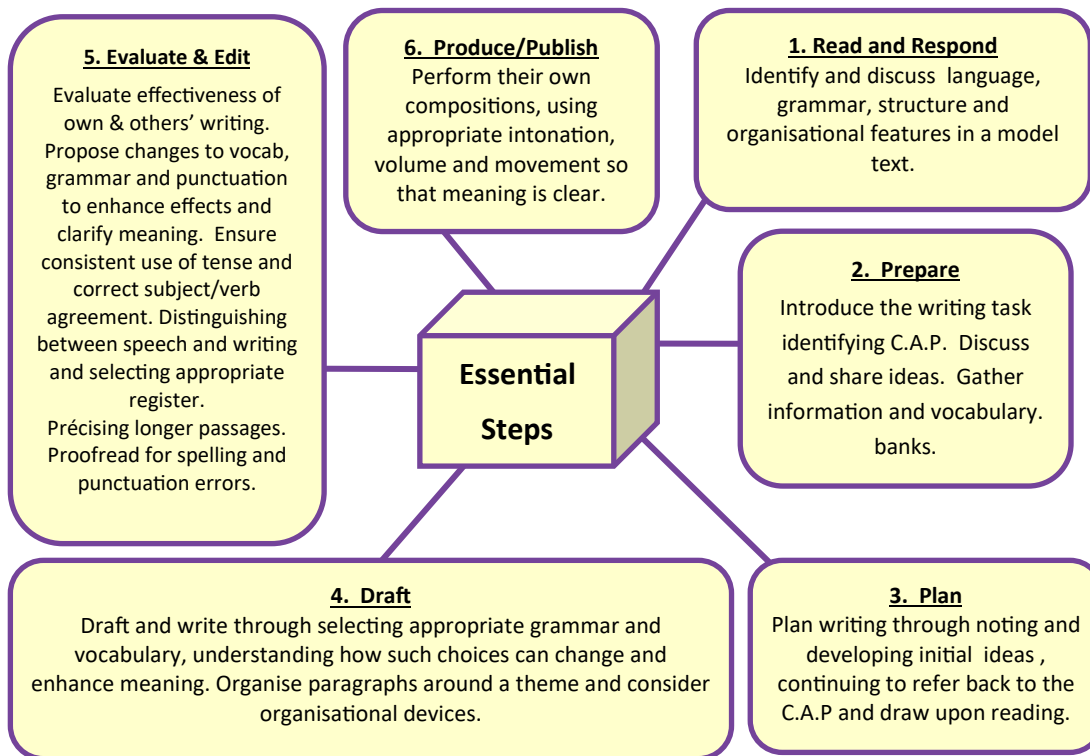 1. Read and Respond
Identify and discuss language,
grammar, structure and
organisational features in a model
text.
2. Prepare
Introduce the writing task
identifying C.A.P. Discuss
and share ideas. Gather
information and vocabulary.
banks.
3. Plan
Plan writing through noting and
developing initial ideas ,
continuing to refer back to the
C.A.P and draw upon reading.
4. Draft
Draft and write through selecting appropriate grammar and
vocabulary, understanding how such choices can change and
enhance meaning. Organise paragraphs around a theme and consider
organisational devices.
5. Evaluate & Edit
Evaluate effectiveness of
own & others’ writing.
Propose changes to vocab,
grammar and punctuation
to enhance effects and
clarify meaning. Ensure
consistent use of tense and
correct subject/verb
agreement. Distinguishing
between speech and writing
and selecting appropriate
register.
Précising longer passages.
Proofread for spelling and
punctuation errors.
6. Produce/Publish
Perform their own
compositions, using
appropriate intonation,
volume and movement so
that meaning is clear.
Essential
Steps